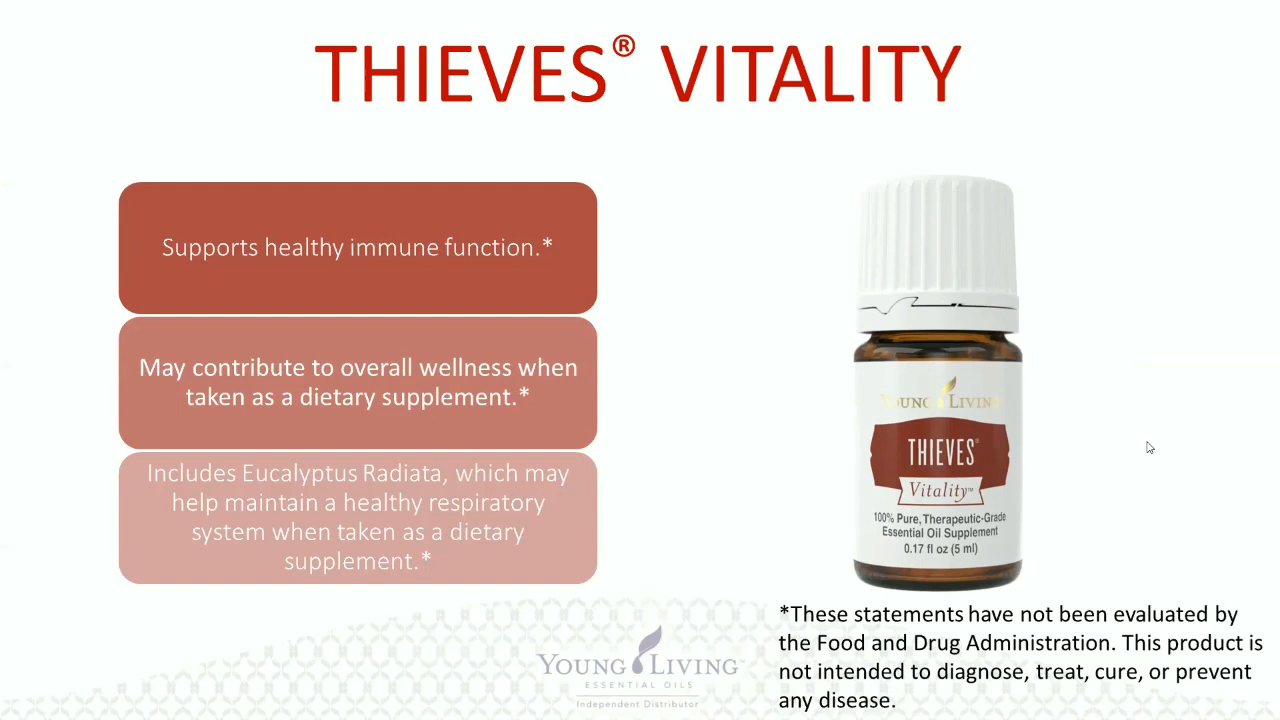 THIEVES® VITALITY
Supports healthy immune function.*
May contribute to overall wellness when
taken as a dietary supplement.*
Includes Eucalyptus Radiata, which may
help maintain a healthy respiratory
system when taken as a dietary
supplement.*
YOUNG LIVING
THIEVES®
Vitality™
100% Pure, Therapeutic-Grade
Essential Oil Supplement
0.17 fl oz (5 ml)
*These statements have not been evaluated by
the Food and Drug Administration. This product is
not intended to diagnose, treat, cure, or prevent
any disease.
YOUNG LIVING™
ESSENTIAL OILS
Independent Distributor